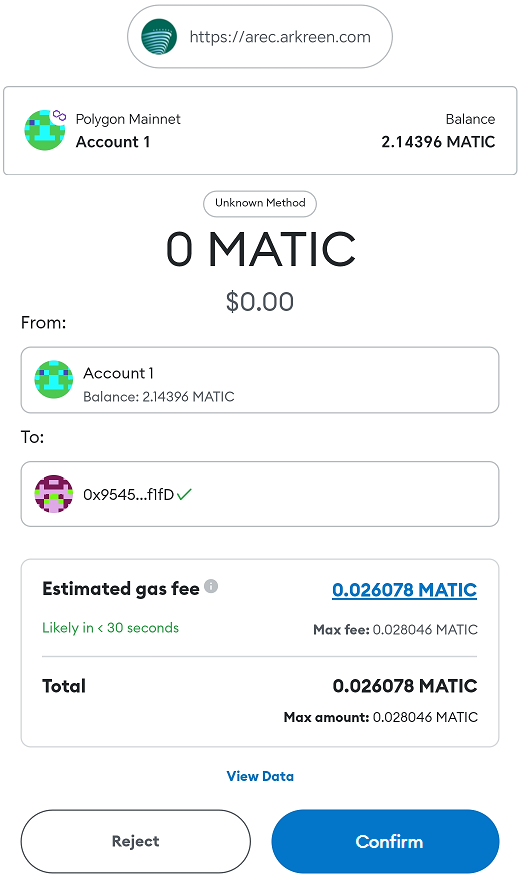 https://arec.arkreen.com
Polygon Mainnet
Balance
Account 1
2.14396 MATIC
Unknown Method
0 MATIC
$0.00
From:
Account 1
Balance: 2.14396 MATIC
To:
0x9545...f1fD
Estimated gas fee
0.026078 MATIC
Likely in < 30 seconds
Max fee: 0.028046 MATIC
Total
0.026078 MATIC
Max amount: 0.028046 MATIC
View Data
Reject
Confirm